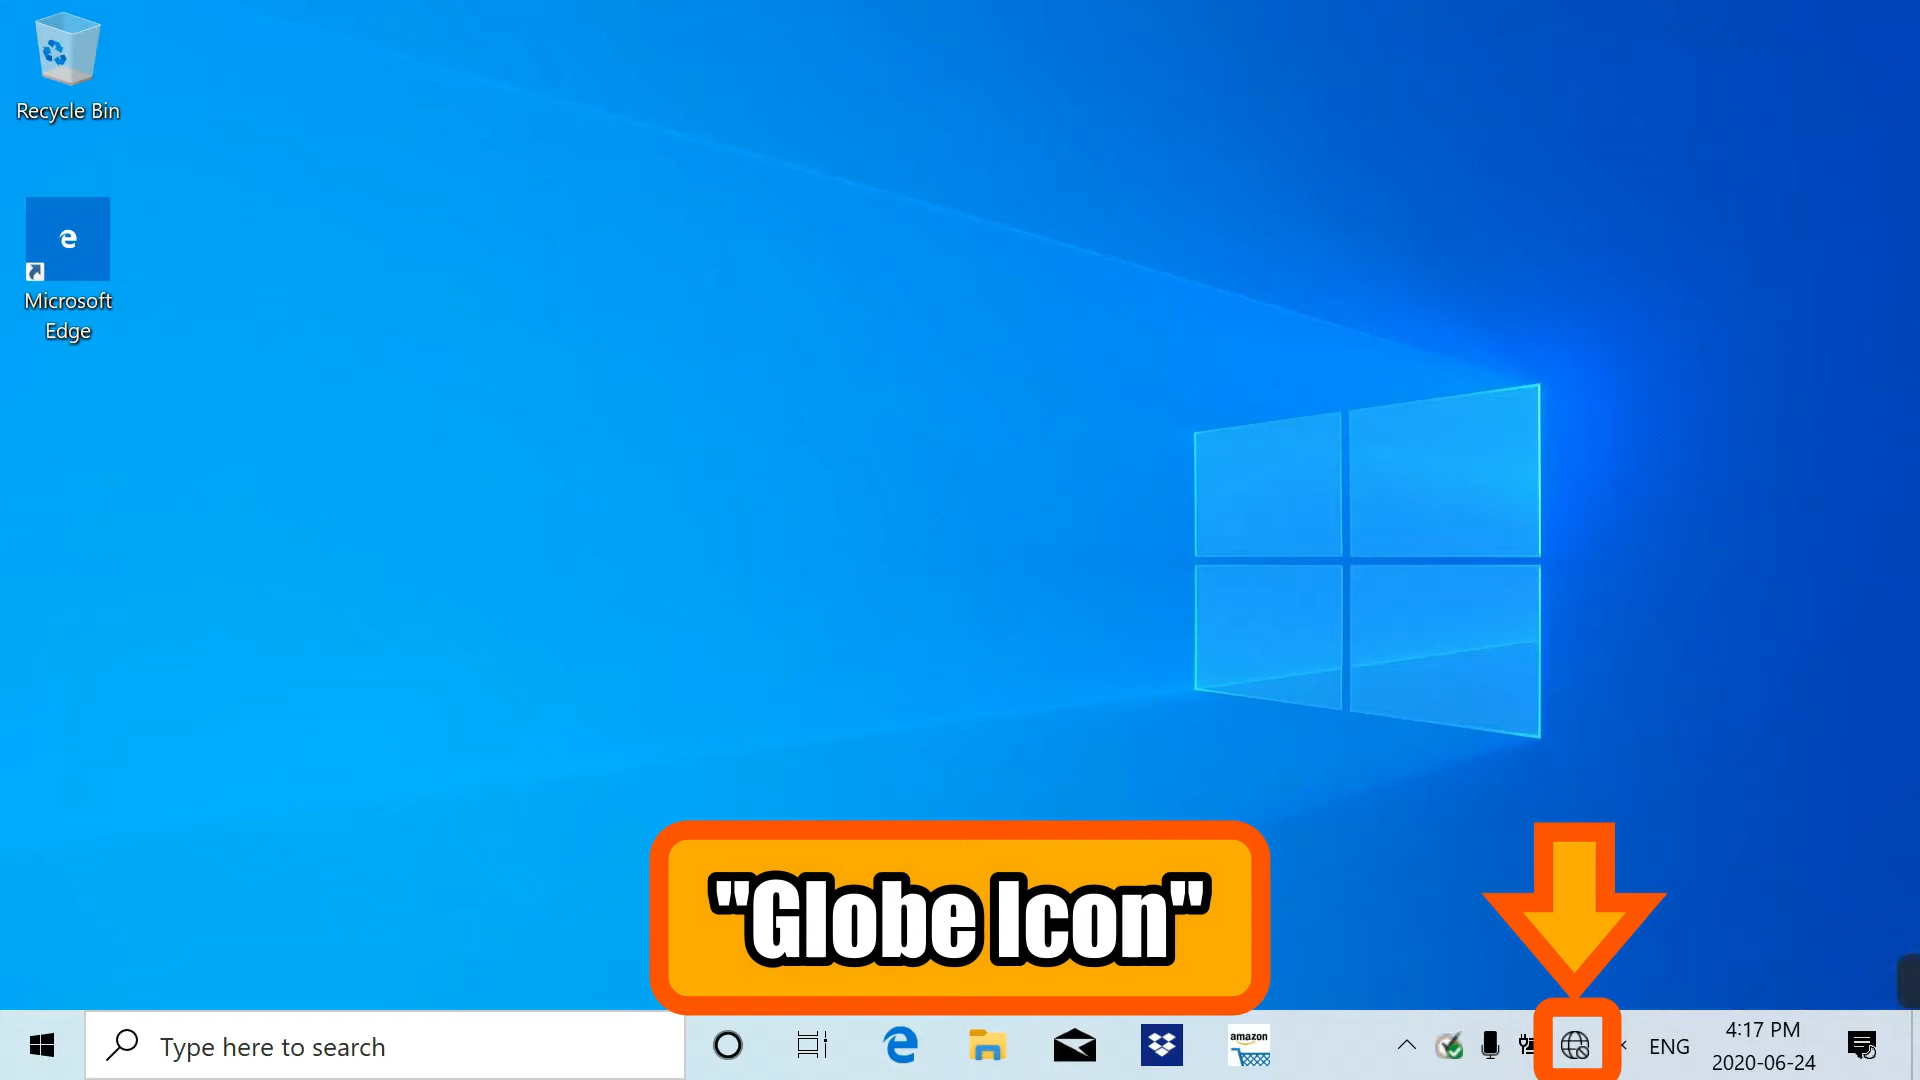 Recycle Bin
Microsoft
Edge
"Globe Icon"
Type here to search
amazon
ENG
4:17 PM
2020-06-24